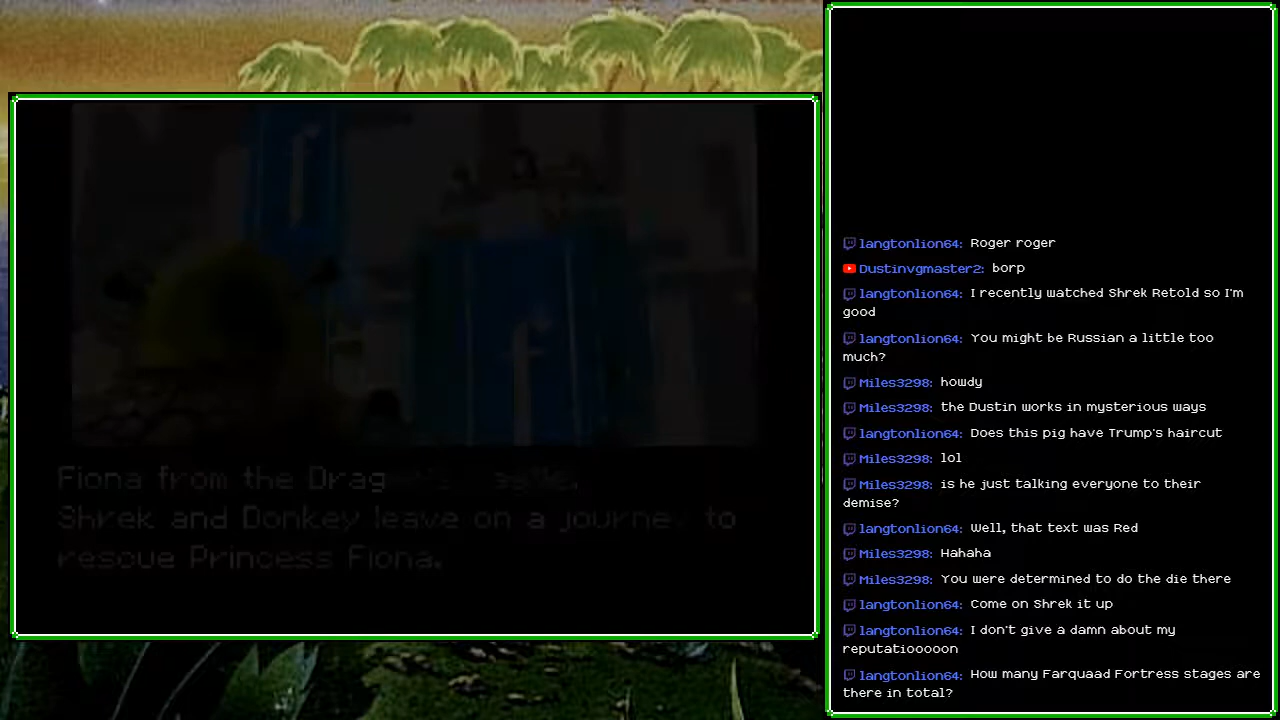 Fiona from the Drag
Shrek and Donkey leave on a journey to
rescue Princess Fiona.
langtonlion64: Roger roger
Dustinvgmaster2: borp
langtonlion64: I recently watched Shrek Retold so I'm
good
langtonlion64: You might be Russian a little too
much?
Miles3298: howdy
Miles3298: the Dustin works in mysterious ways
langtonlion64: Does this pig have Trump's haircut
Miles3298: lol
Miles3298: is he just talking everyone to their
demise?
langtonlion64: Well, that text was Red
Miles3298: Hahaha
Miles3298: You were determined to do the die there
langtonlion64: Come on Shrek it up
langtonlion64: I don't give a damn about my
reputatiooooon
langtonlion64: How many Farquaad Fortress stages are
there in total?